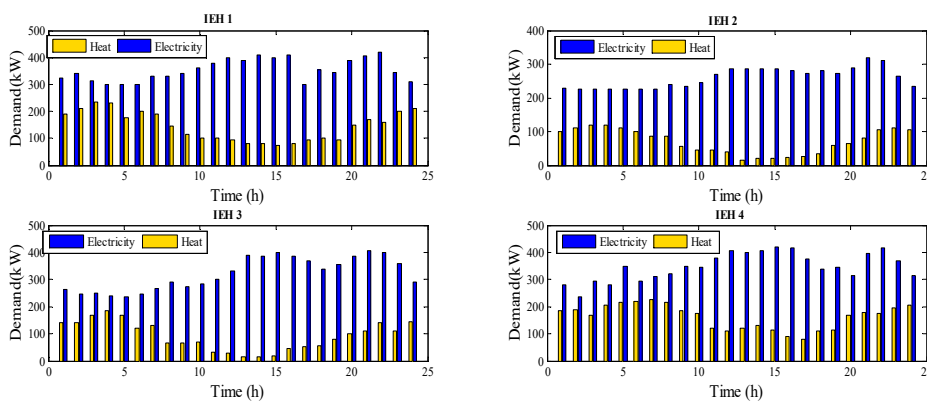 IEH 1
500
400
300
200
100
0
Demand(kW)
Heat Electricity
0 5 10 15 20 25
Time (h)
IEH 2
400
300
200
100
0
Demand(kW)
Electricity Heat
0 5 10 15 20 25
Time (h)
IEH 3
500
400
300
200
100
0
Demand(kW)
Electricity Heat
0 5 10 15 20 25
Time (h)
IEH 4
500
400
300
200
100
0
Demand(kW)
Electricity Heat
0 5 10 15 20 25
Time (h)